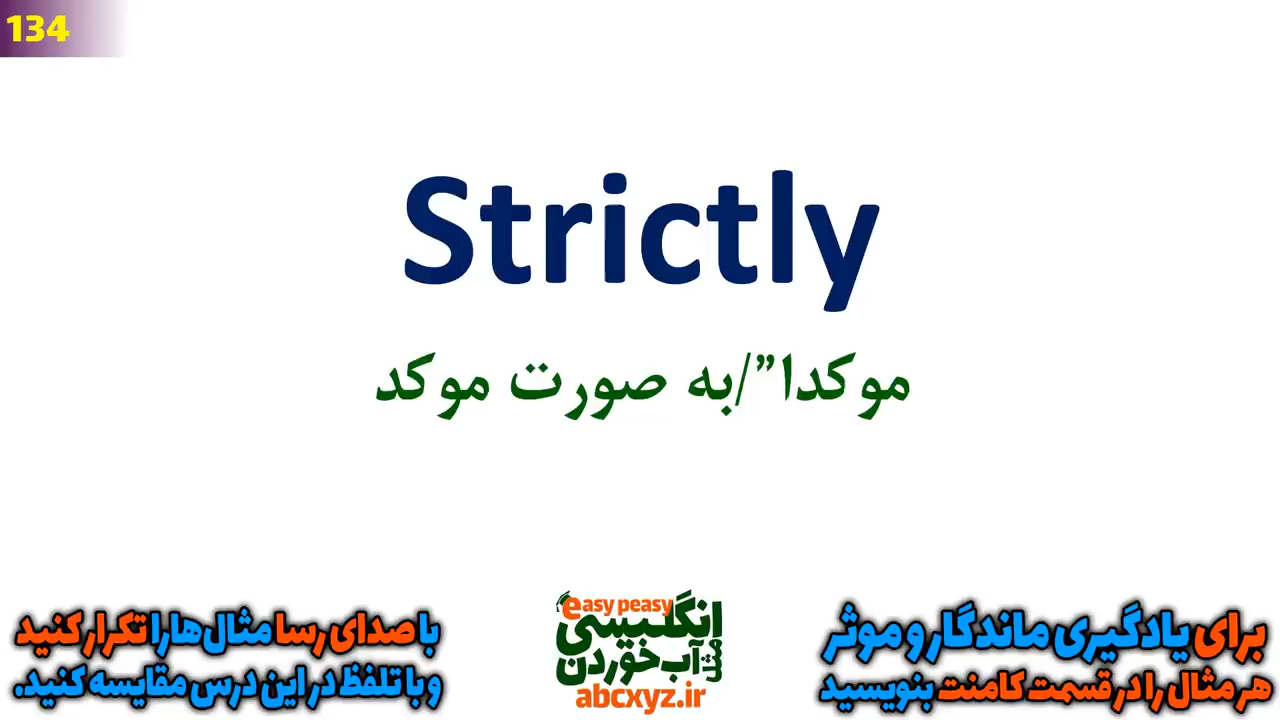 134
Strictly
موکدا”/به صورت موکد
برای یادگیری ماندگار و موثر
هر مثال را در قسمت کامنت بنویسید
easy peasy
انگلیسی
مثل آب خوردن
abcxyz.ir
با صدای رسا مثال‌ها را تکرار کنید
و با تلفظ در این درس مقایسه کنید.